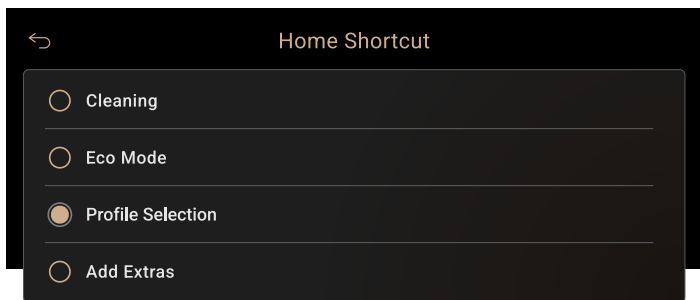 Home Shortcut
Cleaning
Eco Mode
Profile Selection
Add Extras